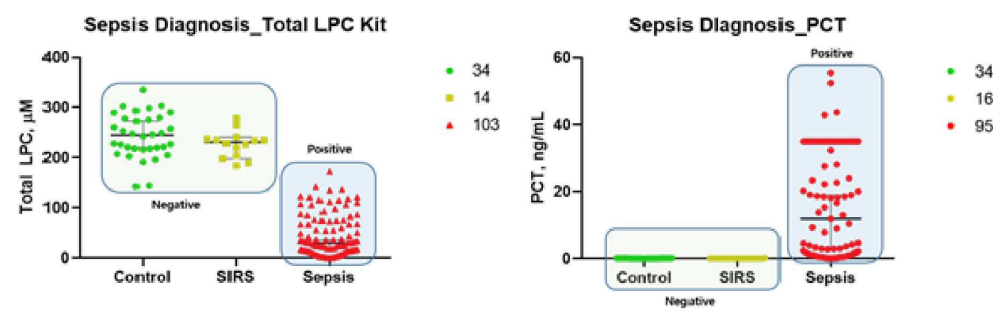 Sepsis Diagnosis_Total LPC Kit
400
300
200
100
0
Total LPC, μM
Negative
Positive
Control
SIRS
Sepsis
34
14
103
Sepsis DIagnosis_PCT
Positive
60
40
20
0
PCT, ng/mL
Control
SIRS
Sepsis
Negative
34
16
95